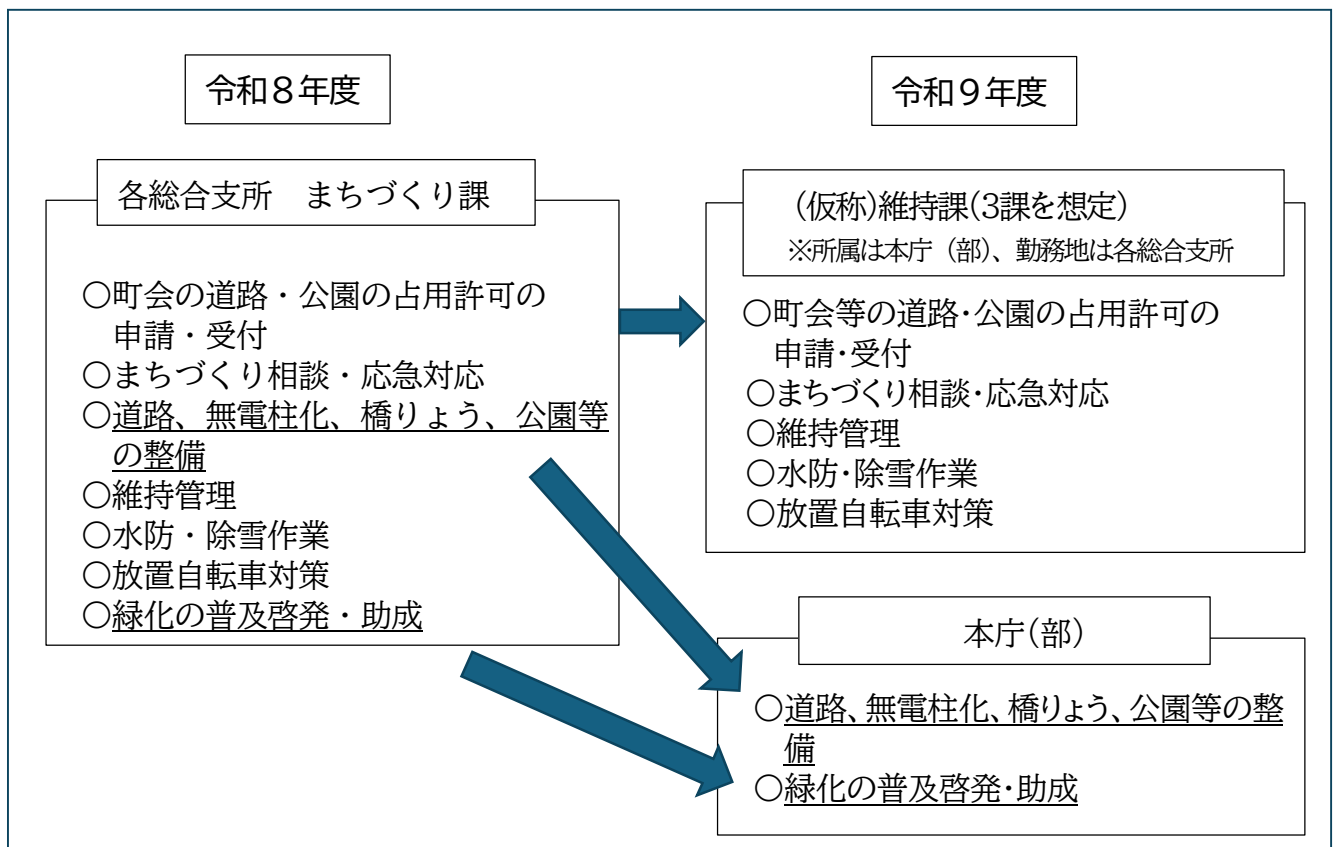 令和８年度
各総合支所　まちづくり課
○町会の道路・公園の占用許可の
申請・受付
○まちづくり相談・応急対応
○道路、無電柱化、橋りょう、公園等
の整備
○維持管理
○水防・除雪作業
○放置自転車対策
○緑化の普及啓発・助成
令和９年度
（仮称）維持課（3課を想定）
※所属は本庁（部）、勤務地は各総合支所
○町会等の道路・公園の占用許可の
申請・受付
○まちづくり相談・応急対応
○維持管理
○水防・除雪作業
○放置自転車対策
本庁（部）
○道路、無電柱化、橋りょう、公園等の整
備
○緑化の普及啓発・助成